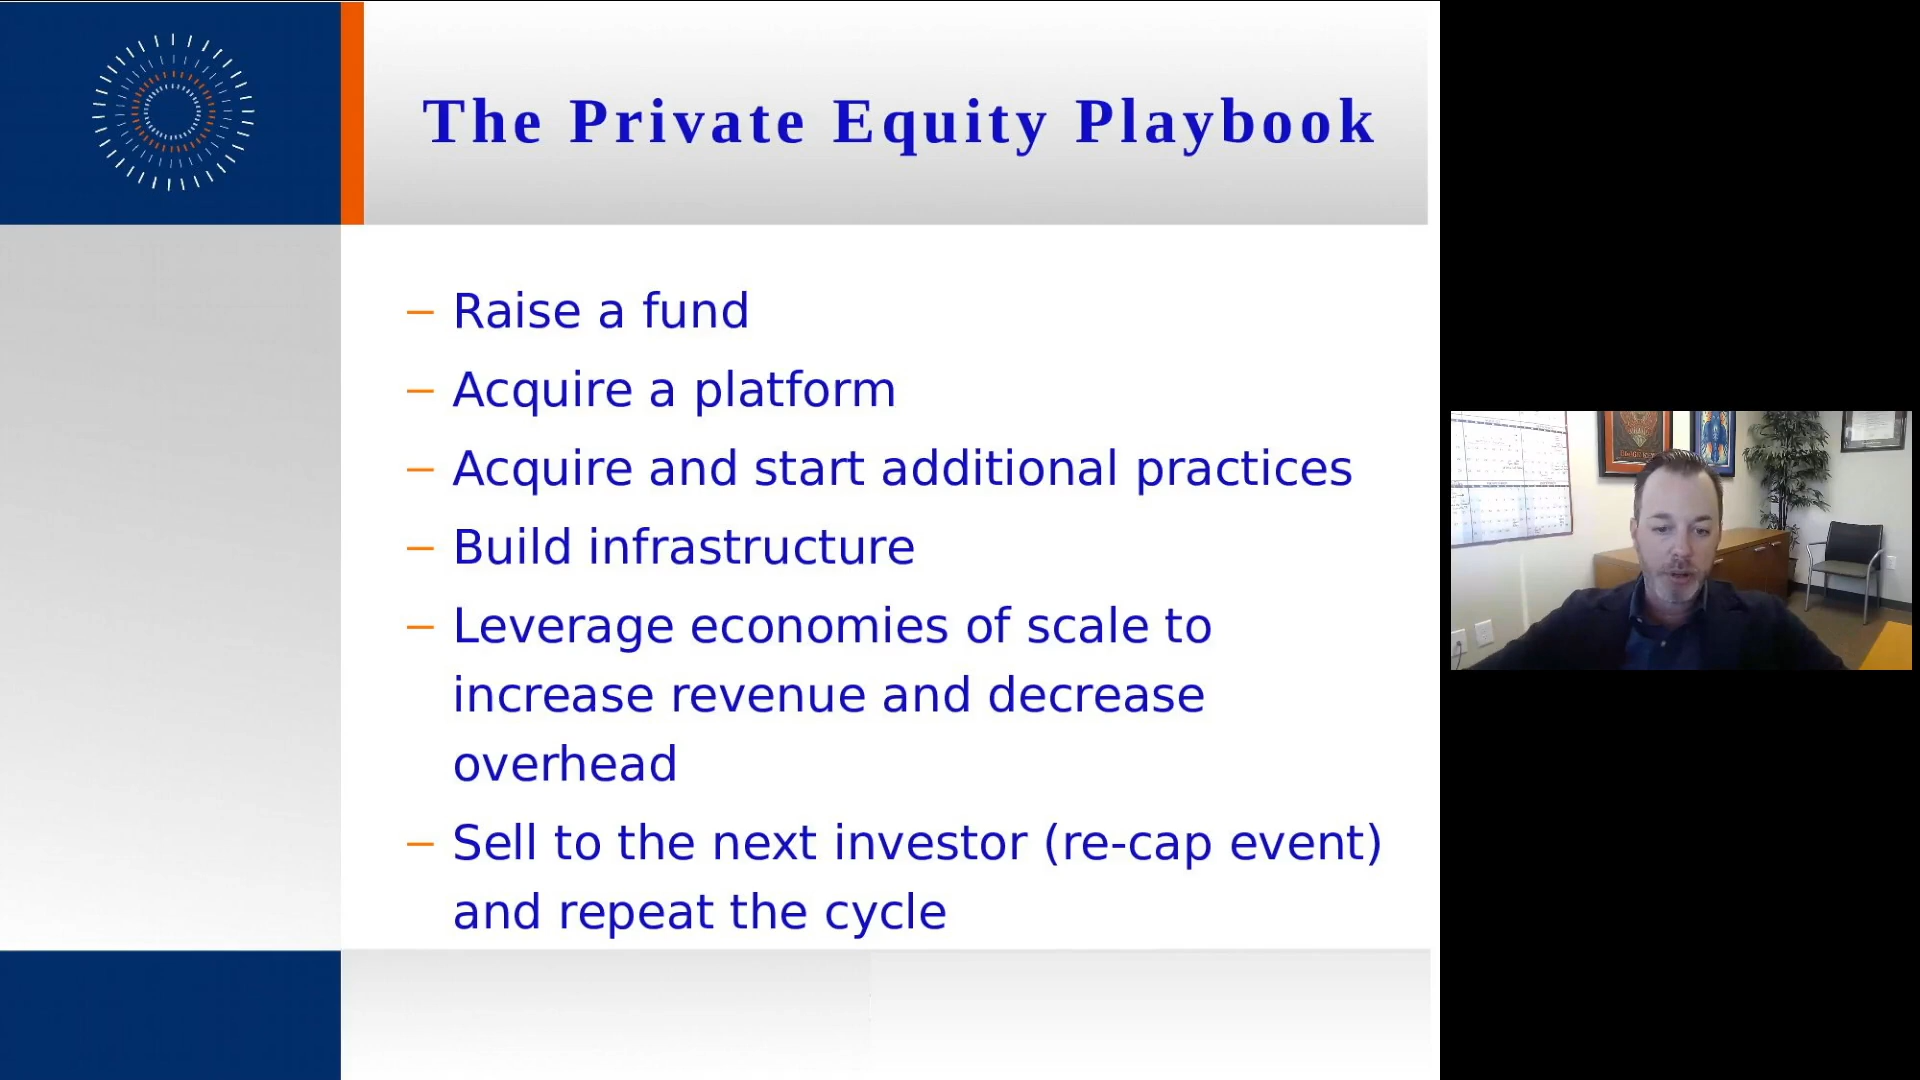 The Private Equity Playbook
– Raise a fund
– Acquire a platform
– Acquire and start additional practices
– Build infrastructure
– Leverage economies of scale to
increase revenue and decrease
overhead
– Sell to the next investor (re-cap event)
and repeat the cycle